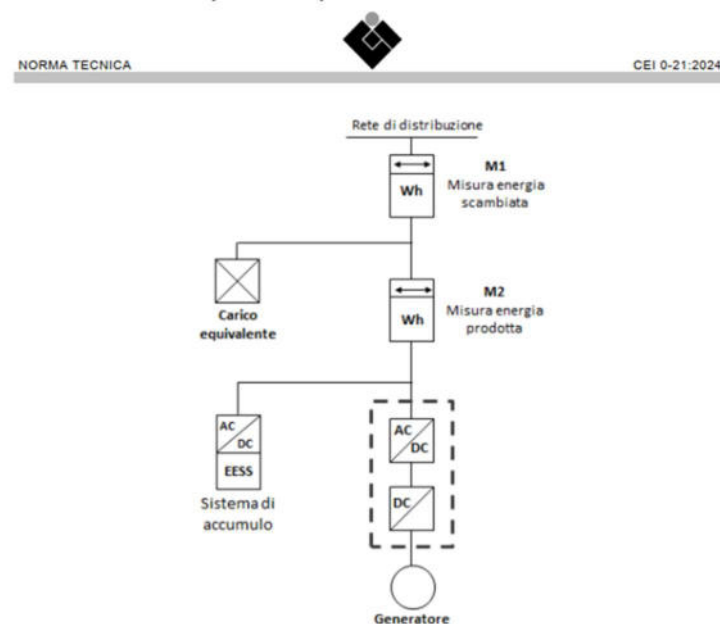 NORMA TECNICA
CEI 0-21:2024
Rete di distribuzione
M1
Wh
Misura energia
scambiata
M2
Misura energia
prodotta
Wh
Carico
equivalente
AC
DC
EESS
Sistema di
accumulo
AC
DC
DC
Generatore